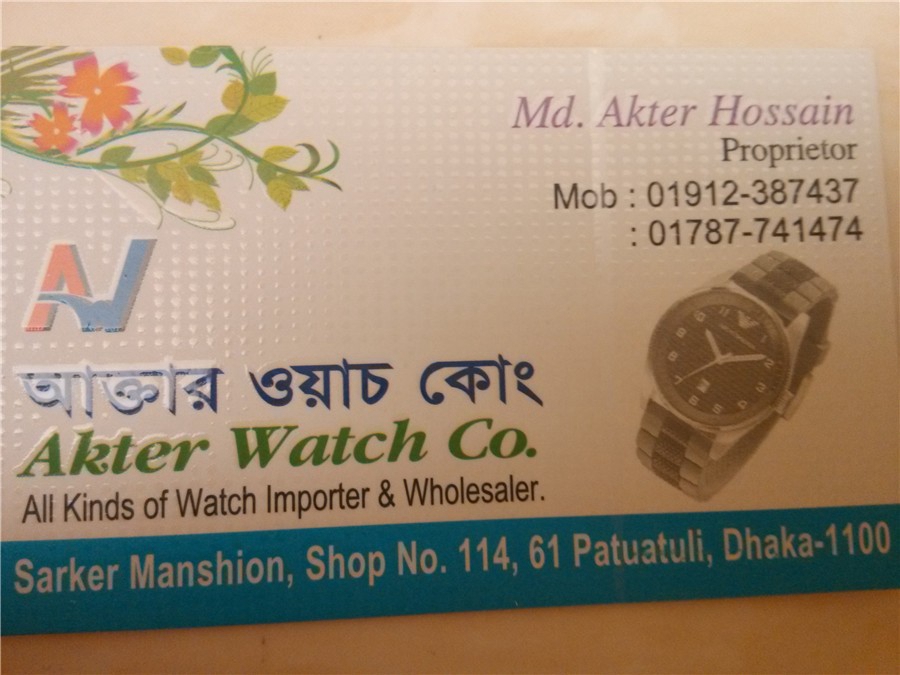 Md. Akter Hossain
Proprietor
Mob : 01912-387437
: 01787-741474
AW
আক্তার ওয়াচ কোং
Akter Watch Co.
All Kinds of Watch Importer & Wholesaler.
Sarker Manshion, Shop No. 114, 61 Patuatuli, Dhaka-1100